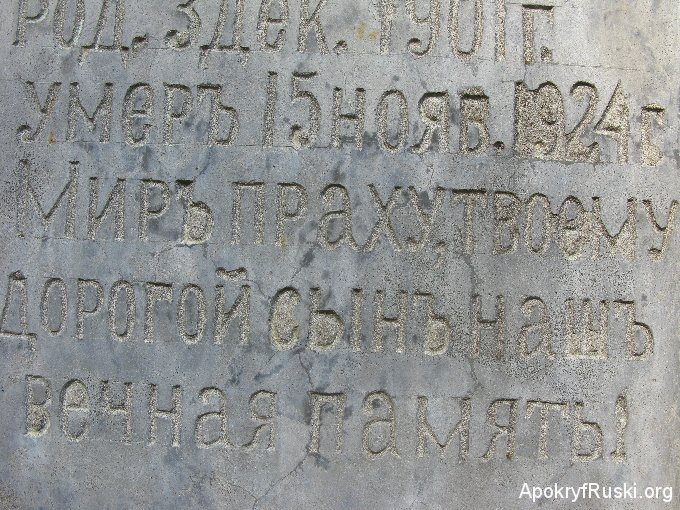 род. 3 дек. 1901 г.
умеръ 15 нояв. 1924 г
Миръ праху, твоему
дорогой сынъ нашъ
вечная память!
ApokryfRuski.org